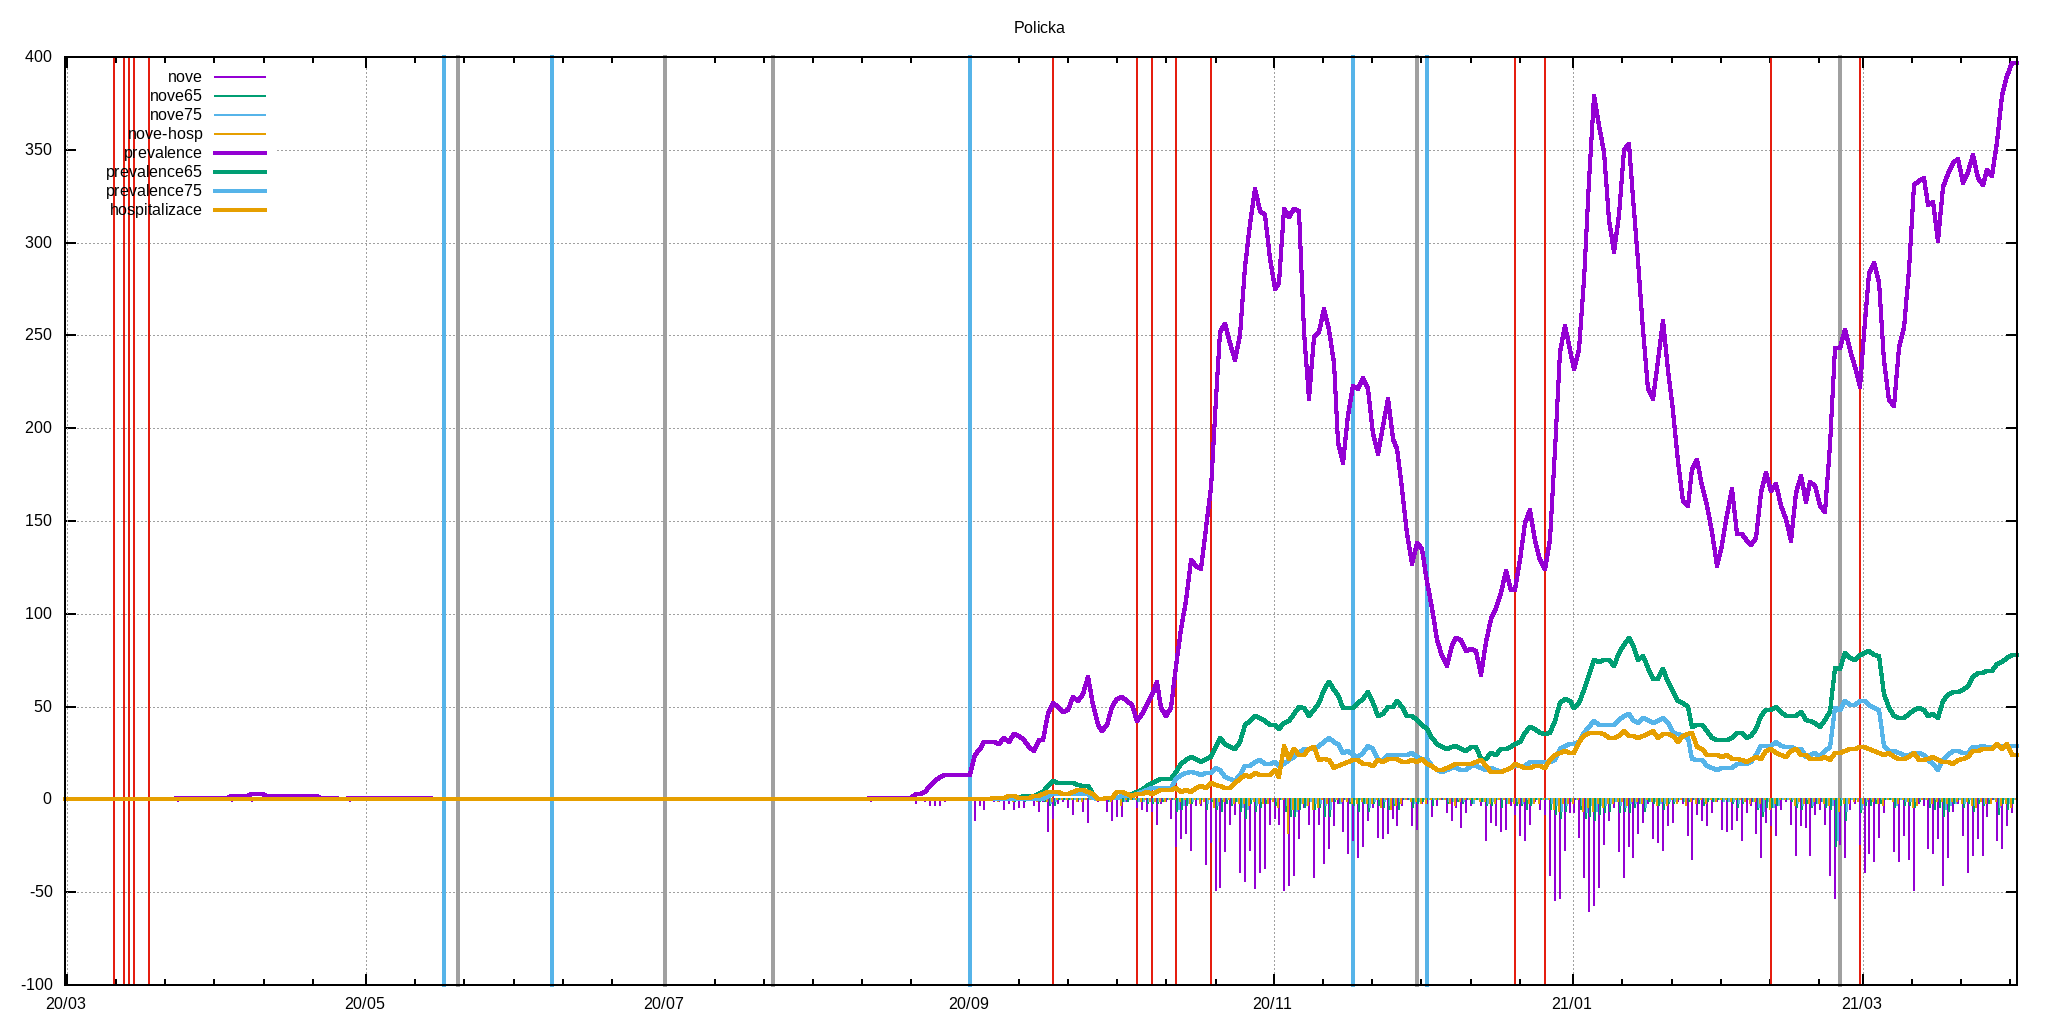 Policka
400
350
300
250
200
150
100
50
0
-50
-100
nove
nove65
nove75
nove-hosp
prevalence
prevalence65
prevalence75
hospitalizace
20/03 20/05 20/07 20/09 20/11 21/01 21/03